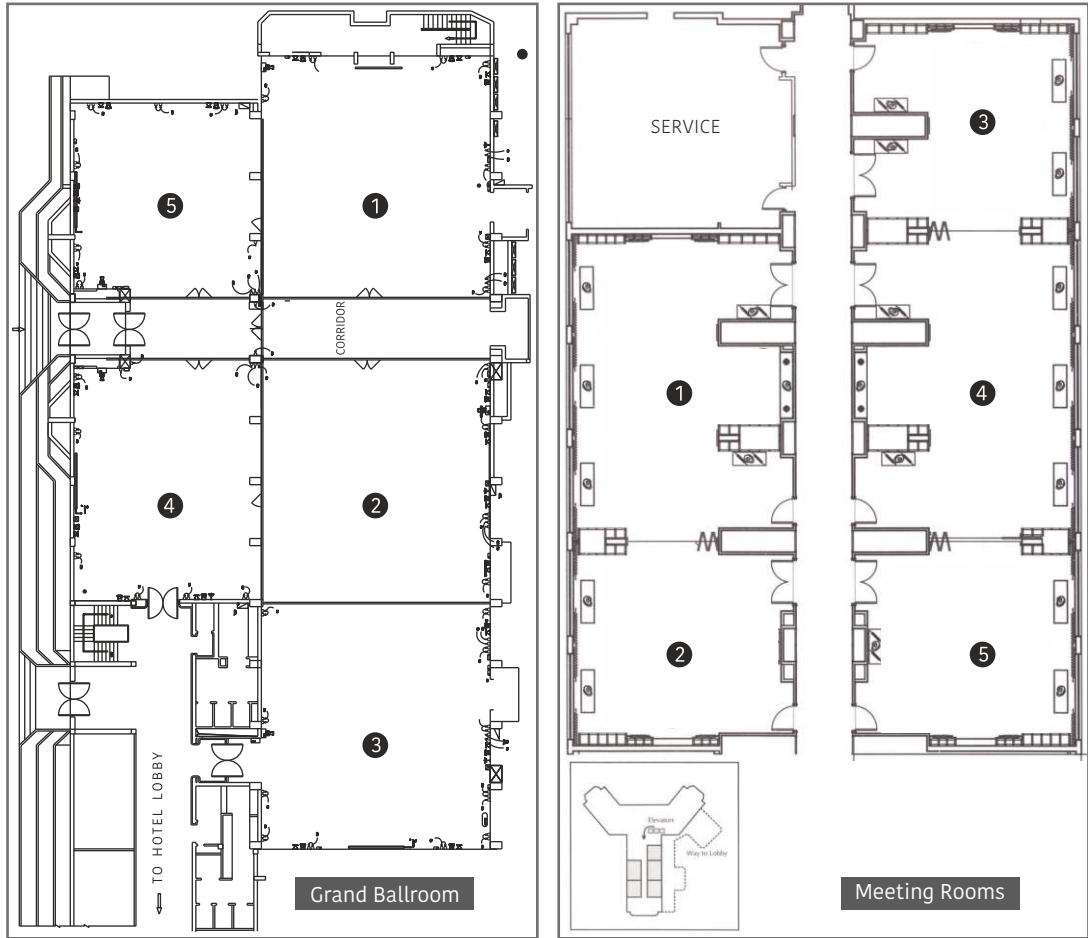 1
5
CORRIDOR
4
2
3
TO HOTEL LOBBY
Grand Ballroom
SERVICE
3
1
4
2
5
Elevators
Way to Lobby
Meeting Rooms